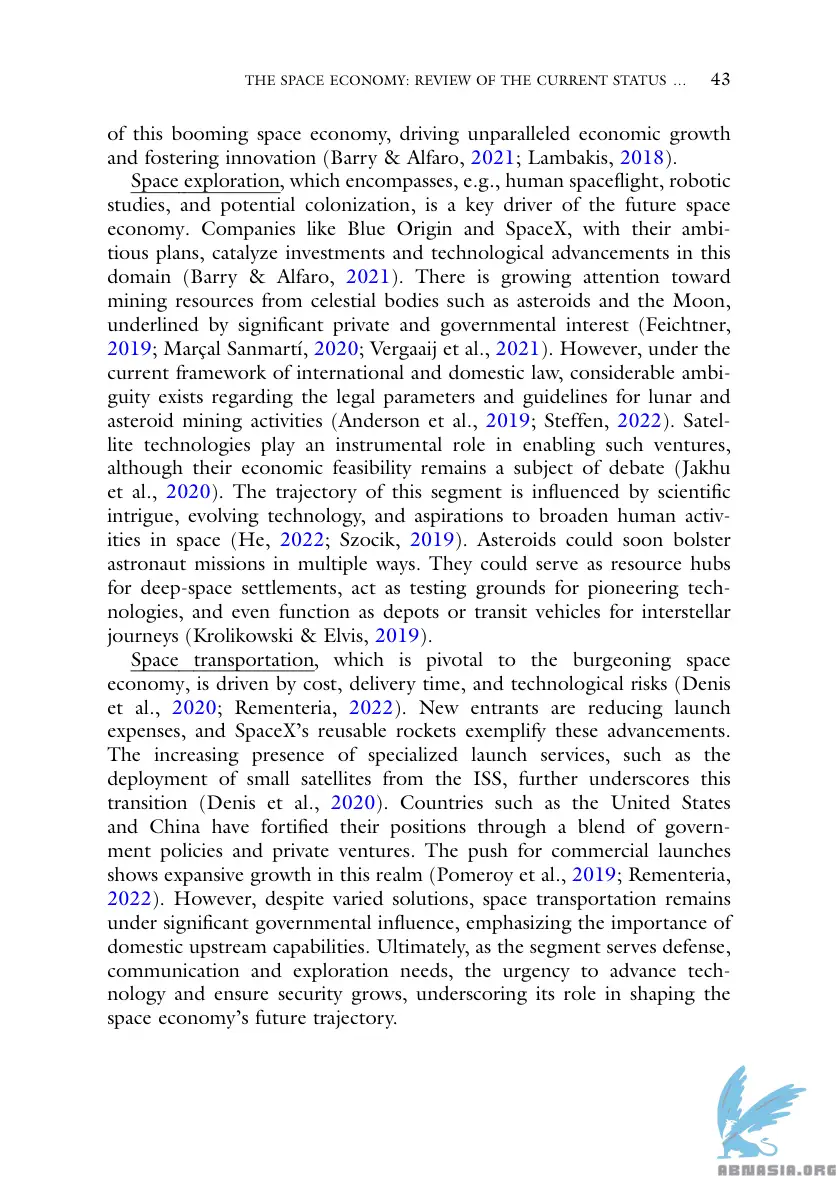 THE SPACE ECONOMY: REVIEW OF THE CURRENT STATUS … 43
of this booming space economy, driving unparalleled economic growth
and fostering innovation (Barry & Alfaro, 2021; Lambakis, 2018).
Space exploration, which encompasses, e.g., human spaceflight, robotic
studies, and potential colonization, is a key driver of the future space
economy. Companies like Blue Origin and SpaceX, with their ambi-
tious plans, catalyze investments and technological advancements in this
domain (Barry & Alfaro, 2021). There is growing attention toward
mining resources from celestial bodies such as asteroids and the Moon,
underlined by significant private and governmental interest (Feichtner,
2019; Marçal Sanmartí, 2020; Vergaaij et al., 2021). However, under the
current framework of international and domestic law, considerable ambi-
guity exists regarding the legal parameters and guidelines for lunar and
asteroid mining activities (Anderson et al., 2019; Steffen, 2022). Satel-
lite technologies play an instrumental role in enabling such ventures,
although their economic feasibility remains a subject of debate (Jakhu
et al., 2020). The trajectory of this segment is influenced by scientific
intrigue, evolving technology, and aspirations to broaden human activ-
ities in space (He, 2022; Szocik, 2019). Asteroids could soon bolster
astronaut missions in multiple ways. They could serve as resource hubs
for deep-space settlements, act as testing grounds for pioneering tech-
nologies, and even function as depots or transit vehicles for interstellar
journeys (Krolikowski & Elvis, 2019).
Space transportation, which is pivotal to the burgeoning space
economy, is driven by cost, delivery time, and technological risks (Denis
et al., 2020; Rementeria, 2022). New entrants are reducing launch
expenses, and SpaceX's reusable rockets exemplify these advancements.
The increasing presence of specialized launch services, such as the
deployment of small satellites from the ISS, further underscores this
transition (Denis et al., 2020). Countries such as the United States
and China have fortified their positions through a blend of govern-
ment policies and private ventures. The push for commercial launches
shows expansive growth in this realm (Pomeroy et al., 2019; Rementeria,
2022). However, despite varied solutions, space transportation remains
under significant governmental influence, emphasizing the importance of
domestic upstream capabilities. Ultimately, as the segment serves defense,
communication and exploration needs, the urgency to advance tech-
nology and ensure security grows, underscoring its role in shaping the
space economy's future trajectory.
ABNASIA.ORG